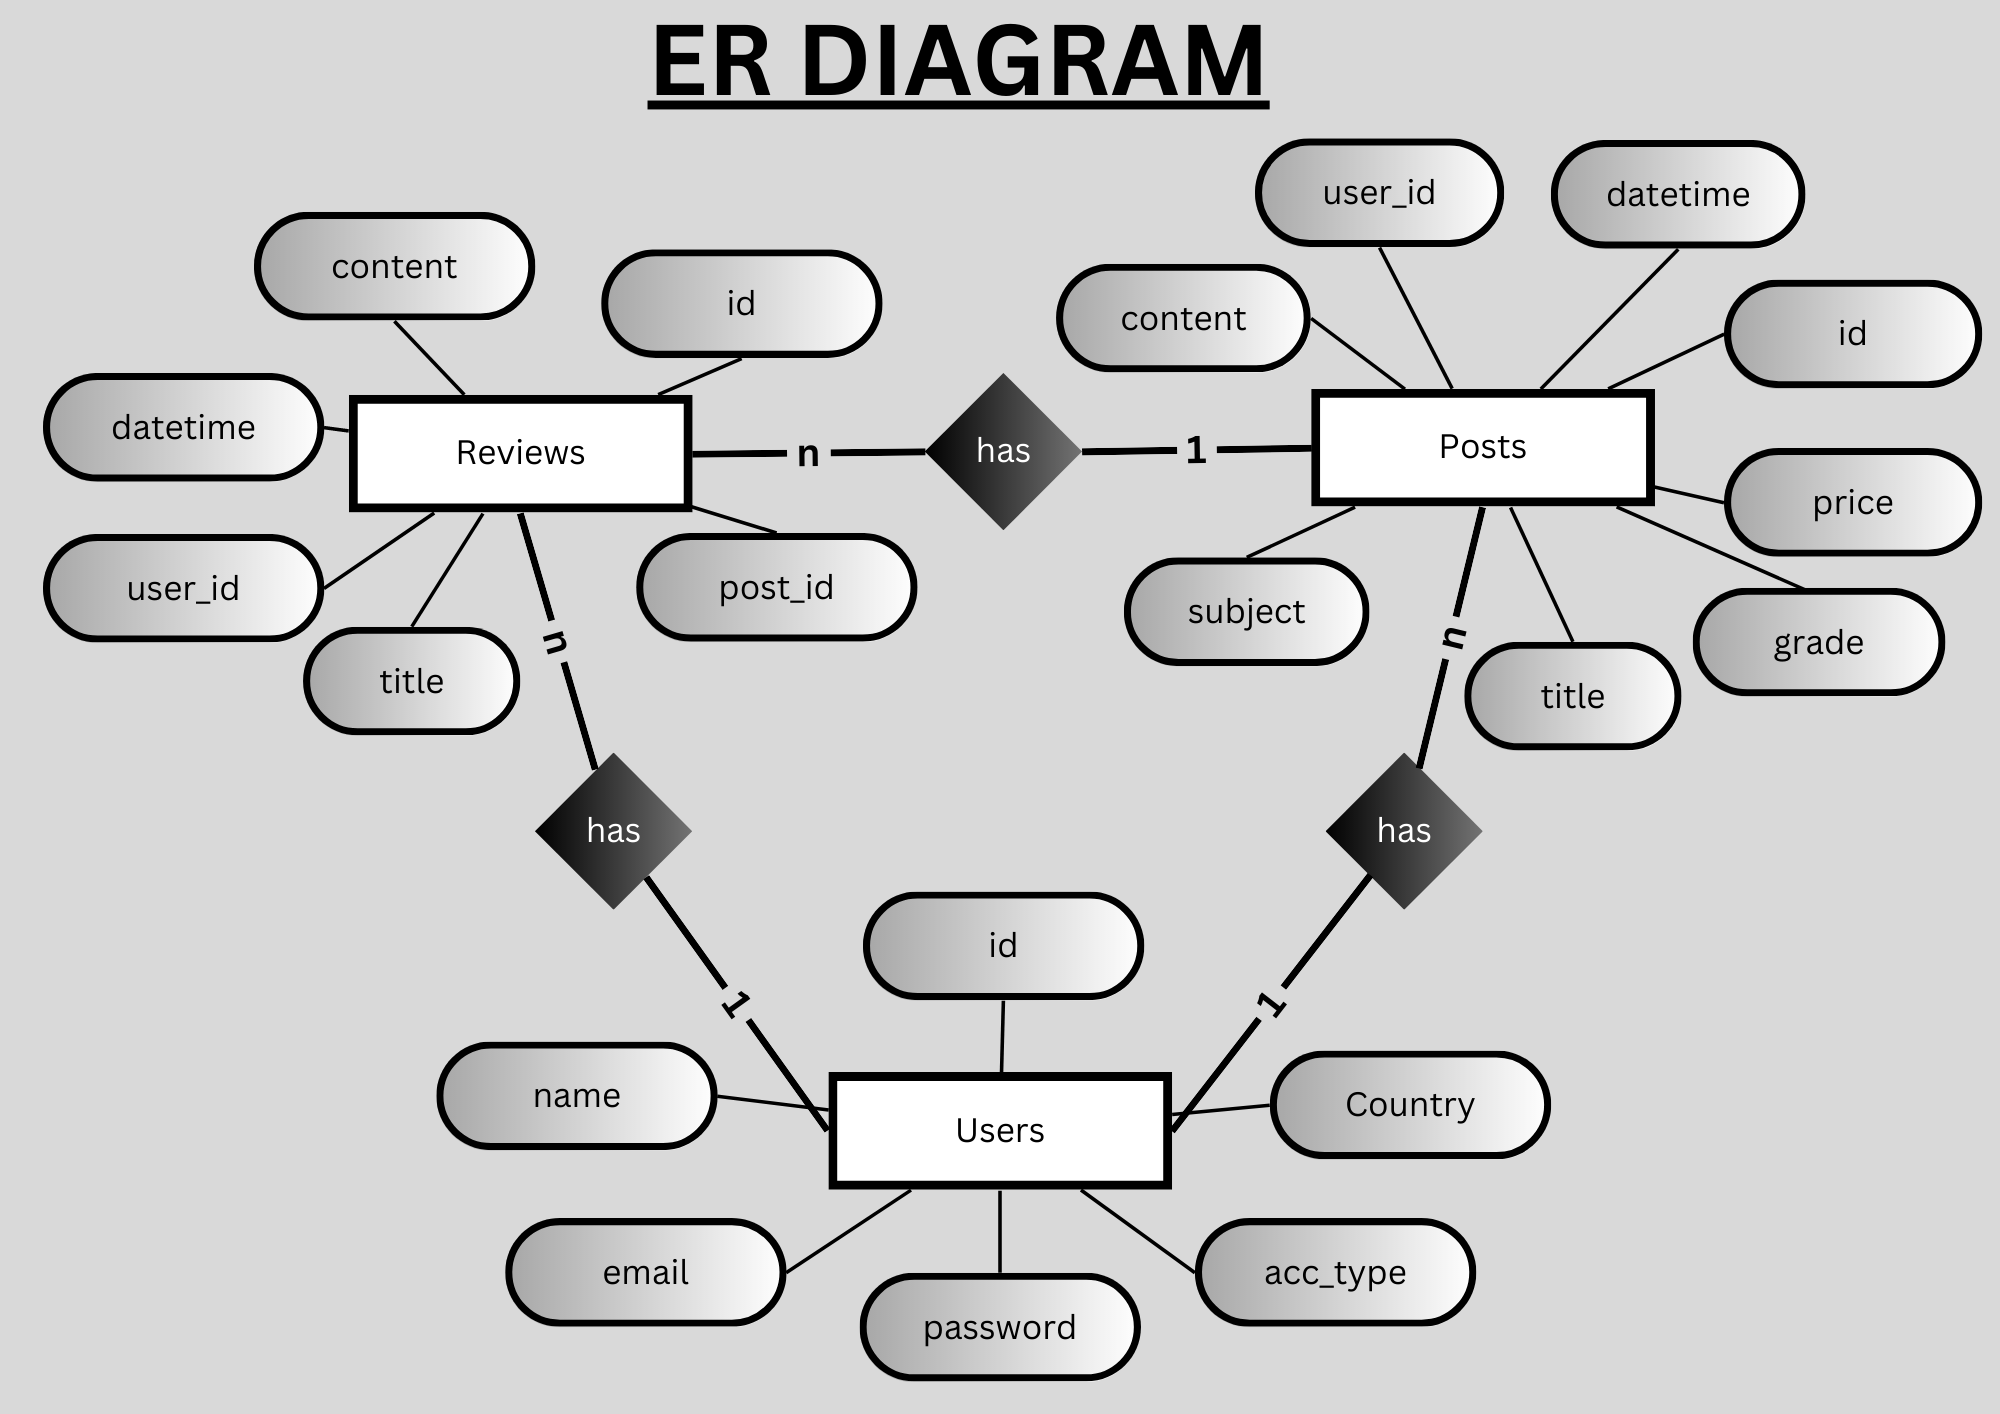 ER DIAGRAM
user_id
datetime
content
id
content
id
datetime
Reviews
n
has
1
Posts
price
user_id
post_id
subject
n
n
grade
title
title
has
has
id
1
1
name
Country
Users
email
acc_type
password